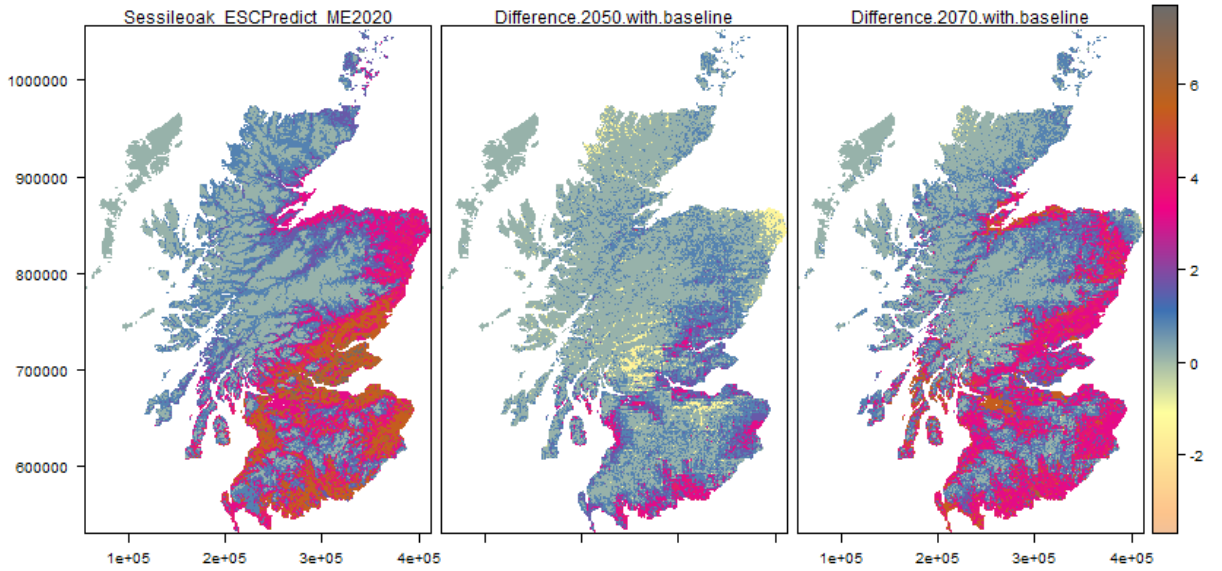 Sessileoak_ESCPredict_ME2020
Difference.2050.with.baseline
Difference.2070.with.baseline
1000000
900000
800000
700000
600000
1e+05
2e+05
3e+05
4e+05
1e+05
2e+05
3e+05
4e+05
6
4
2
0
-2